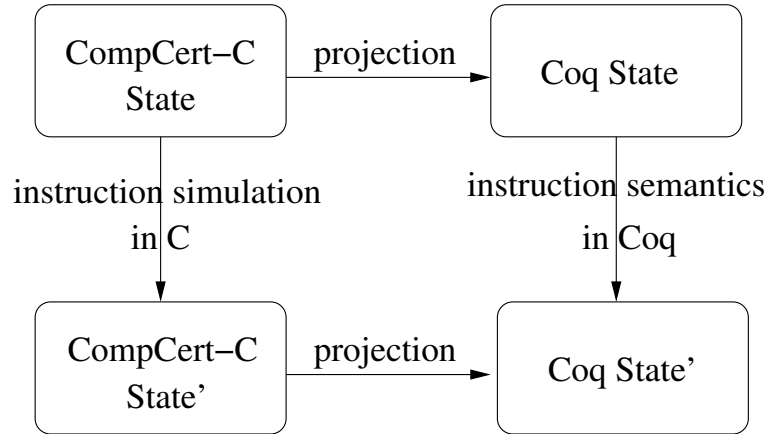 CompCert−C
State
projection
Coq State
instruction simulation
in C
instruction semantics
in Coq
CompCert−C
State’
projection
Coq State’